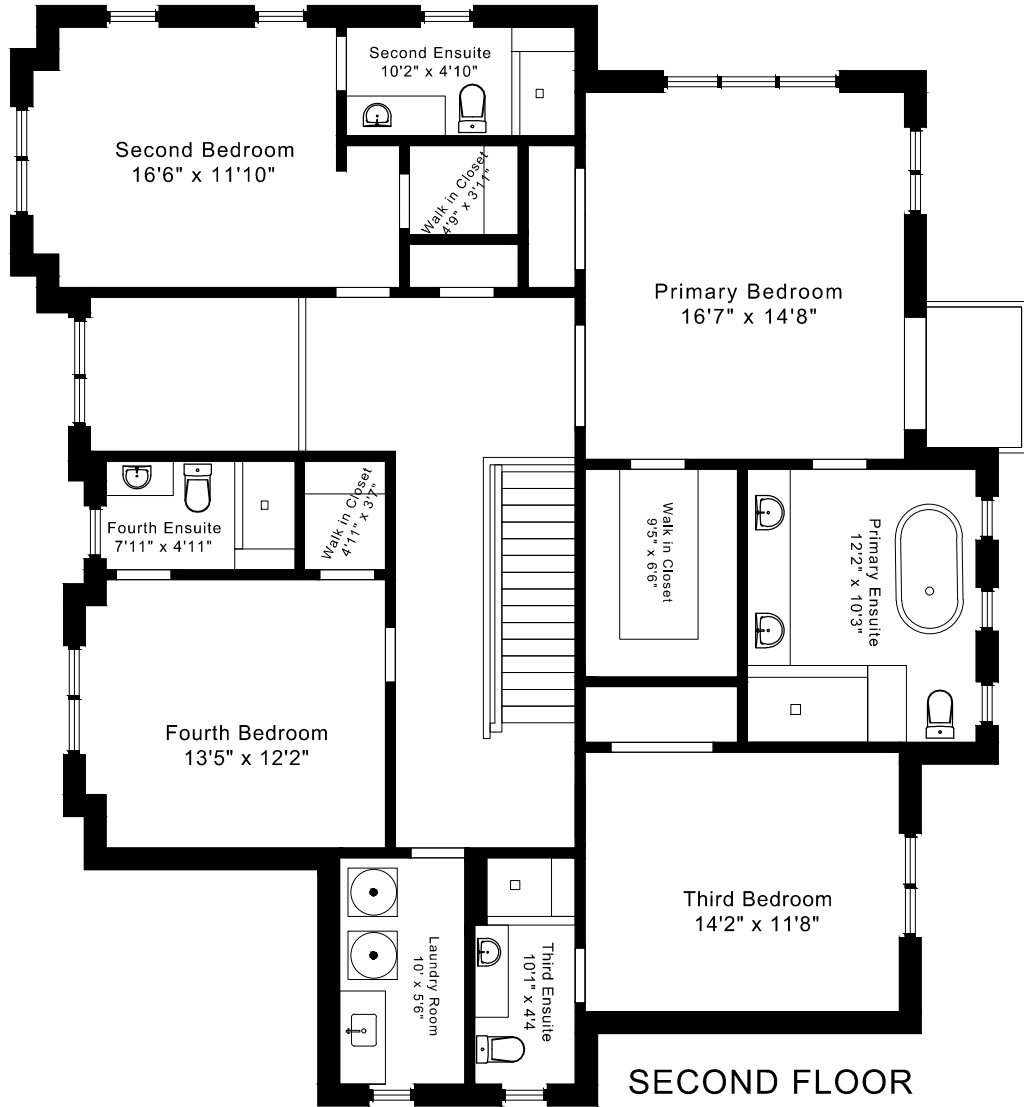 Second Ensuite
10'2" x 4'10"
Second Bedroom
16'6" x 11'10"
Walk in Closet
4'9" x 3'11"
Primary Bedroom
16'7" x 14'8"
Walk in Closet
4'11" x 3'7"
Fourth Ensuite
7'11" x 4'11"
Walk in Closet
9'5" x 6'6"
Primary Ensuite
12'2" x 10'3"
Fourth Bedroom
13'5" x 12'2"
Third Bedroom
14'2" x 11'8"
Laundry Room
10' x 5'6"
Third Ensuite
10'1" x 4'4
SECOND FLOOR